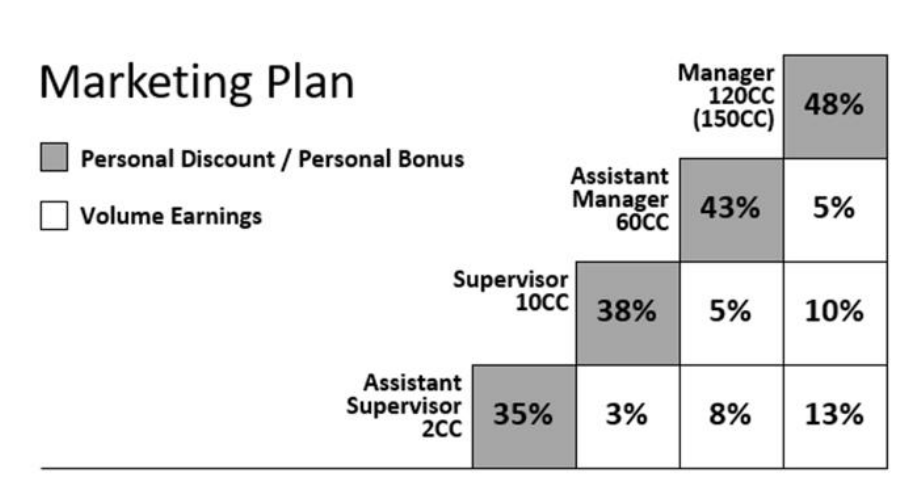 Marketing Plan
Personal Discount / Personal Bonus
Volume Earnings
Manager
120CC
(150CC)
48%
Assistant
Manager
60CC
43%
5%
Supervisor
10CC
38%
5%
10%
Assistant
Supervisor
2CC
35%
3%
8%
13%